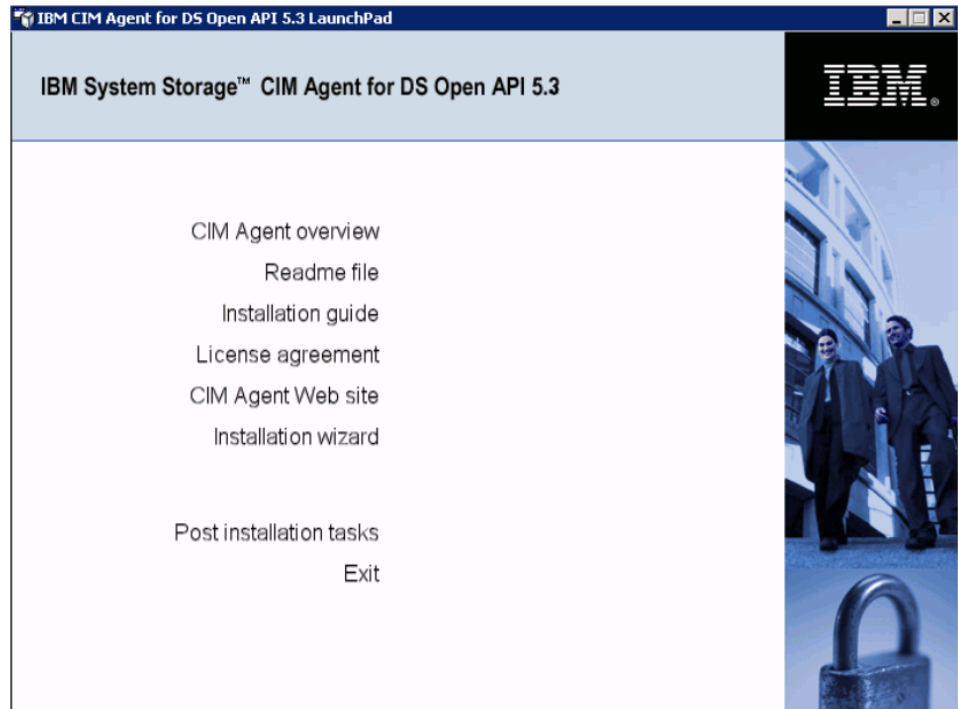 IBM CIM Agent for DS Open API 5.3 LaunchPad
IBM System Storage™ CIM Agent for DS Open API 5.3
IBM®
CIM Agent overview
Readme file
Installation guide
License agreement
CIM Agent Web site
Installation wizard
Post installation tasks
Exit